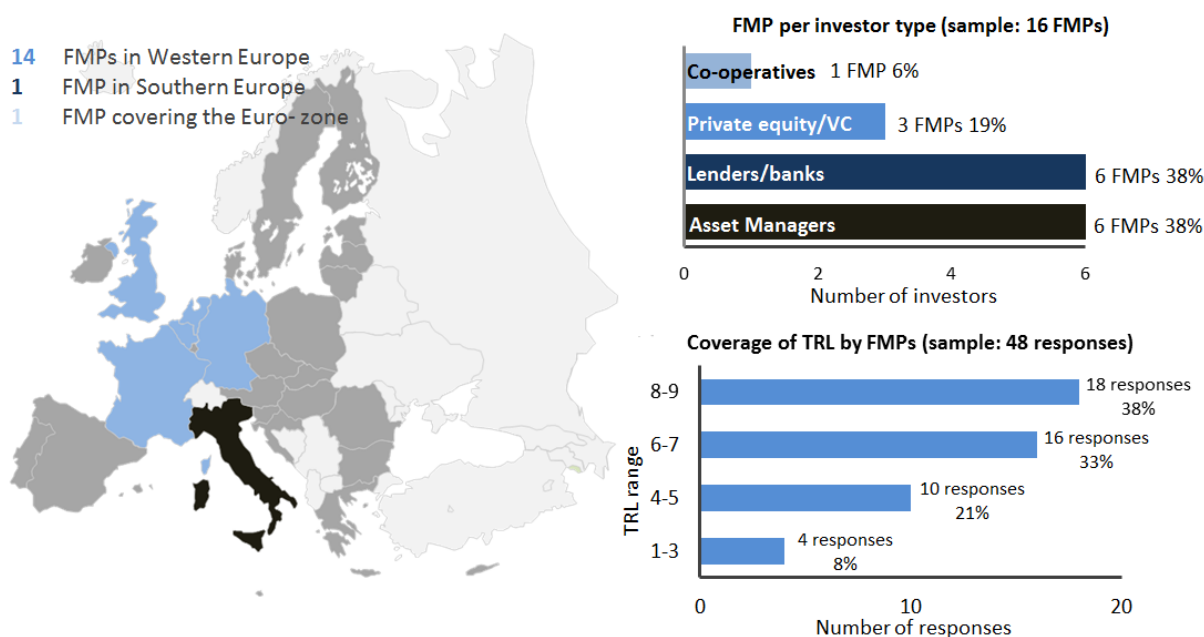 14 FMPs in Western Europe
1 FMP in Southern Europe
1 FMP covering the Euro- zone
FMP per investor type (sample: 16 FMPs)
Co-operatives 1 FMP 6%
Private equity/VC 3 FMPs 19%
Lenders/banks 6 FMPs 38%
Asset Managers 6 FMPs 38%
0 2 4 6
Number of investors
Coverage of TRL by FMPs (sample: 48 responses)
TRL range
8-9 18 responses
38%
6-7 16 responses
33%
4-5 10 responses
21%
1-3 4 responses
8%
0 10 20
Number of responses